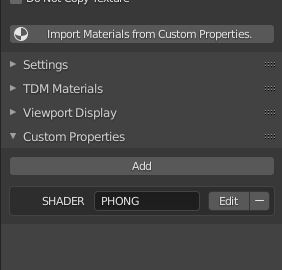 Do Not Copy Texture
Import Materials from Custom Properties.
Settings
TDM Materials
Viewport Display
Custom Properties
Add
SHADER PHONG Edit